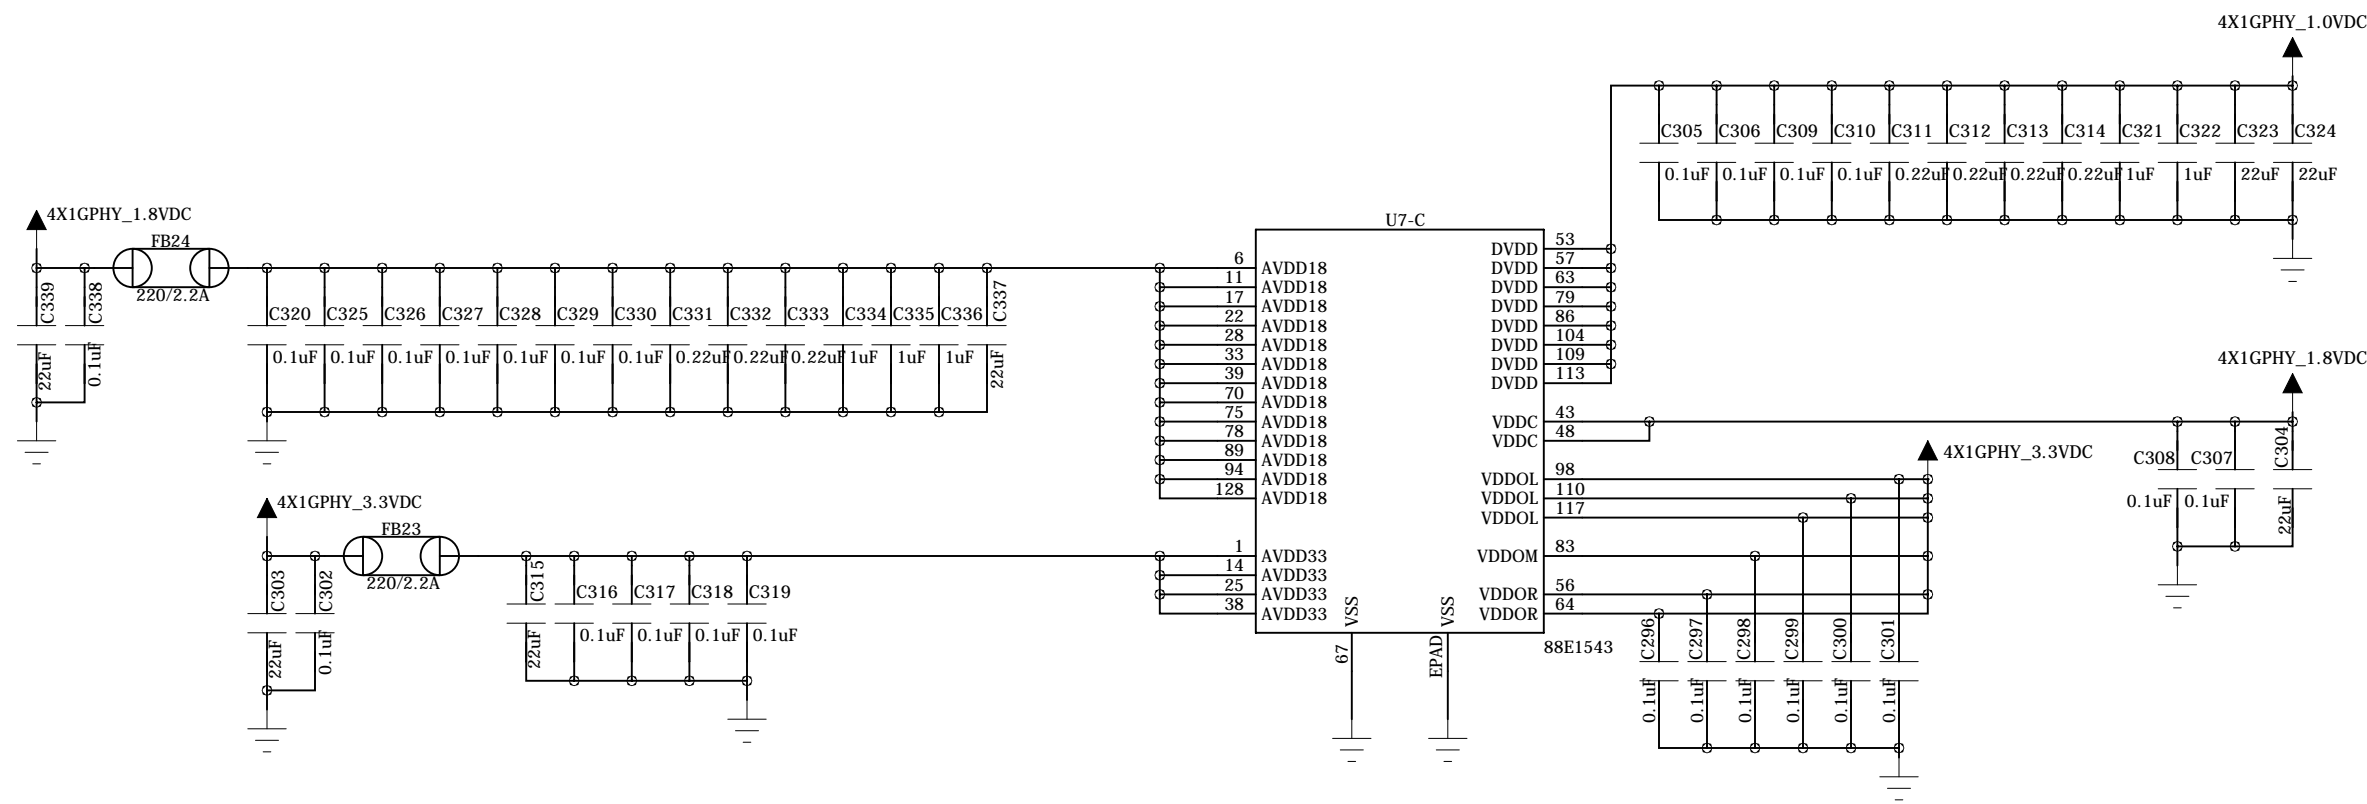 4X1GPHY_1.0VDC
C305 C306 C309 C310 C311 C312 C313 C314 C321 C322 C323 C324
0.1uF 0.1uF 0.1uF 0.1uF 0.22uF 0.22uF 0.22uF 0.22uF 1uF 1uF 22uF 22uF
4X1GPHY_1.8VDC
FB24
220/2.2A
C339 C338
22uF 0.1uF
C320 C325 C326 C327 C328 C329 C330 C331 C332 C333 C334 C335 C336 C337
0.1uF 0.1uF 0.1uF 0.1uF 0.1uF 0.1uF 0.1uF 0.22uF 0.22uF 0.22uF 1uF 1uF 1uF 22uF
U7-C
6 AVDD18
11 AVDD18
17 AVDD18
22 AVDD18
28 AVDD18
33 AVDD18
39 AVDD18
70 AVDD18
75 AVDD18
78 AVDD18
89 AVDD18
94 AVDD18
128 AVDD18
1 AVDD33
14 AVDD33
25 AVDD33
38 AVDD33
DVDD 53
DVDD 57
DVDD 63
DVDD 79
DVDD 86
DVDD 104
DVDD 109
DVDD 113
VDDC 43
VDDC 48
VDDOL 98
VDDOL 110
VDDOL 117
VDDOM 83
VDDOR 56
VDDOR 64
VSS VSS
67 EPAD
88E1543
4X1GPHY_1.8VDC
C308 C307 C304
0.1uF 0.1uF 22uF
4X1GPHY_3.3VDC
C296 C297 C298 C299 C300 C301
0.1uF 0.1uF 0.1uF 0.1uF 0.1uF 0.1uF
4X1GPHY_3.3VDC
FB23
220/2.2A
C303 C302
22uF 0.1uF
C315 C316 C317 C318 C319
22uF 0.1uF 0.1uF 0.1uF 0.1uF